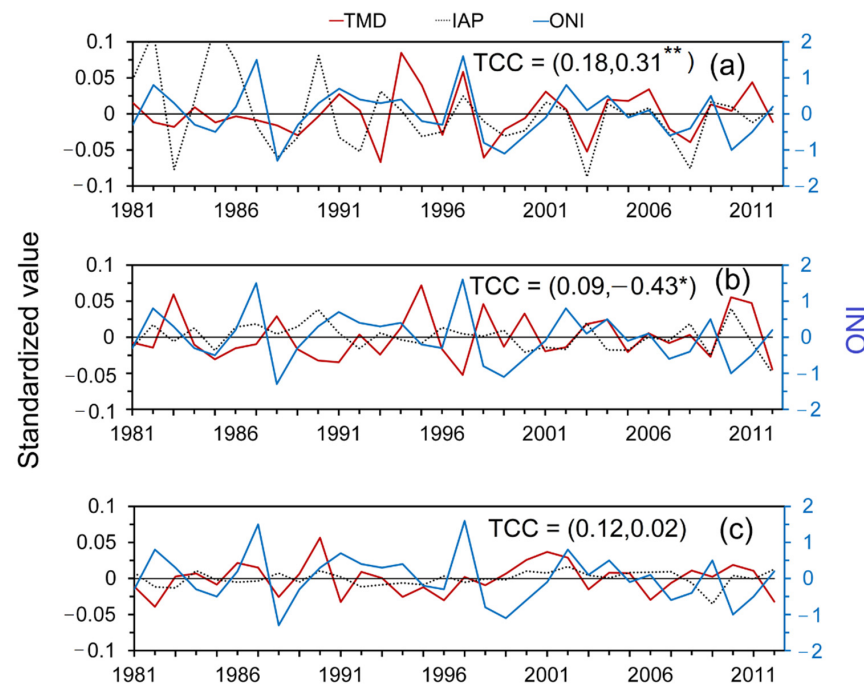 TMD IAP ONI
0.1 2
TCC = (0.18,0.31**) (a)
0.05 1
0 0
−0.05 −1
−0.1 −2
1981 1986 1991 1996 2001 2006 2011
0.1 2
TCC = (0.09,−0.43*) (b)
0.05 1
0 0
−0.05 −1
−0.1 −2
1981 1986 1991 1996 2001 2006 2011
0.1 2
TCC = (0.12,0.02) (c)
0.05 1
0 0
−0.05 −1
−0.1 −2
1981 1986 1991 1996 2001 2006 2011
Standardized value
ONI